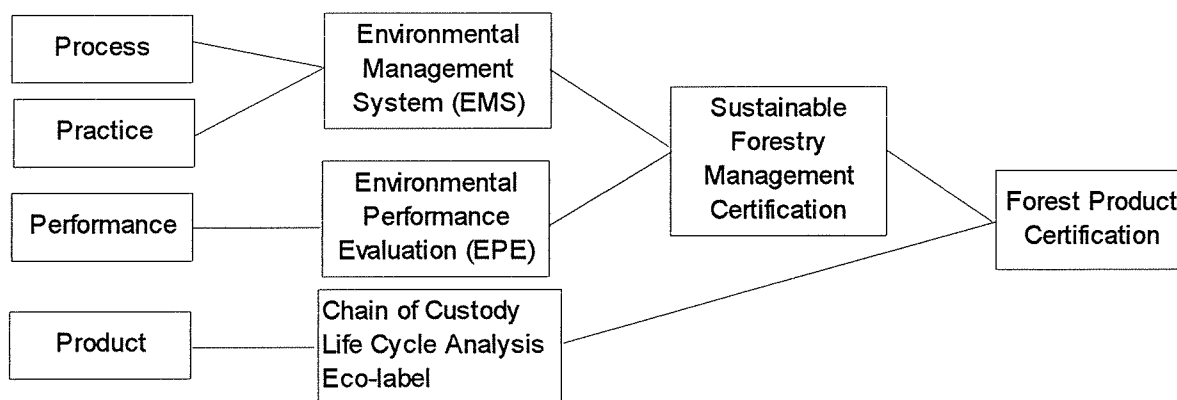 Process
Practice
Performance
Product
Environmental
Management
System (EMS)
Environmental
Performance
Evaluation (EPE)
Chain of Custody
Life Cycle Analysis
Eco-label
Sustainable
Forestry
Management
Certification
Forest Product
Certification